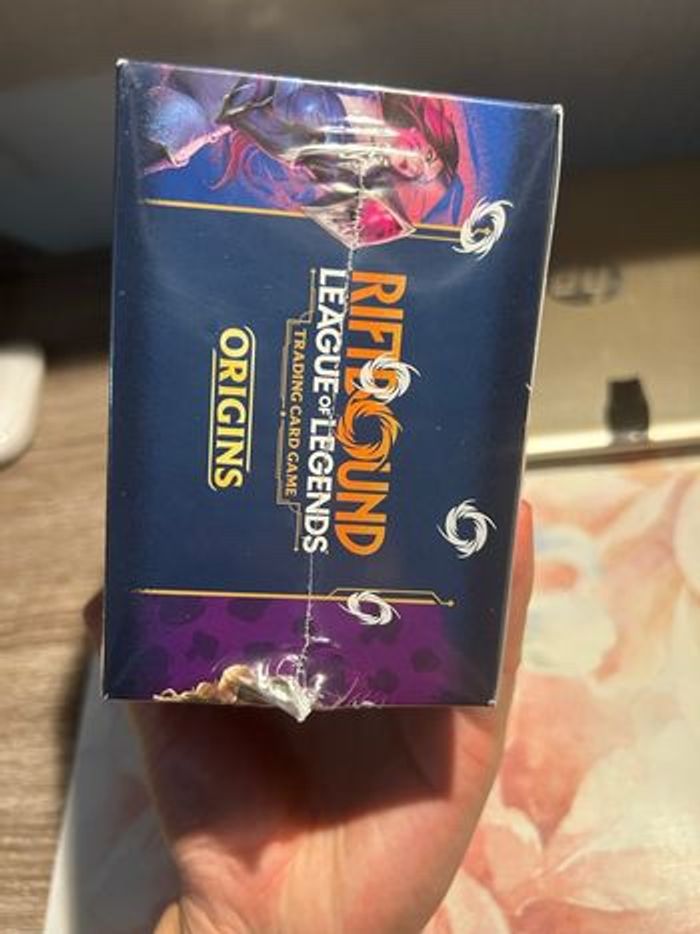 RIFTBOUND
LEAGUE OF LEGENDS
TRADING CARD GAME
ORIGINS